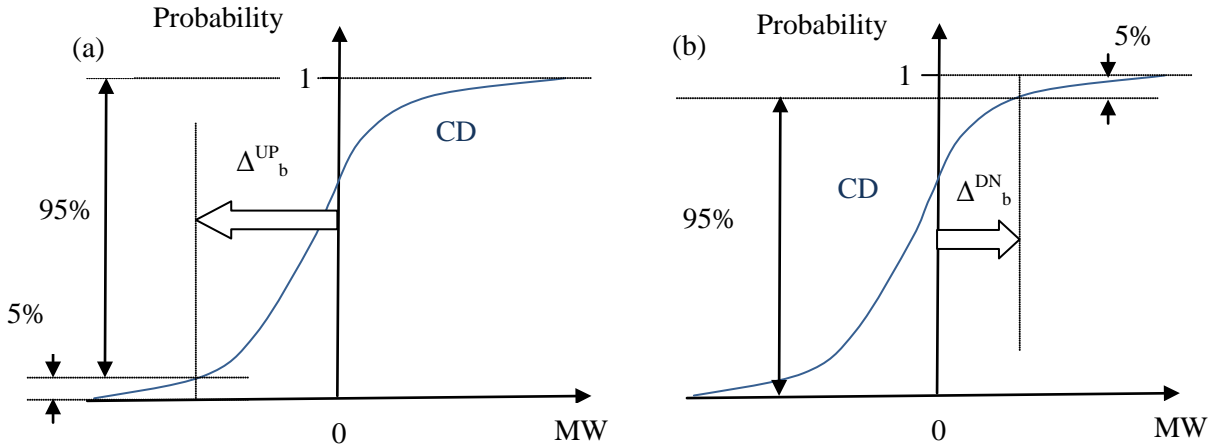 Probability
(a)
1
CD
Δ^UP_b
95%
5%
0
MW
Probability
(b)
5%
1
CD
Δ^DN_b
95%
0
MW